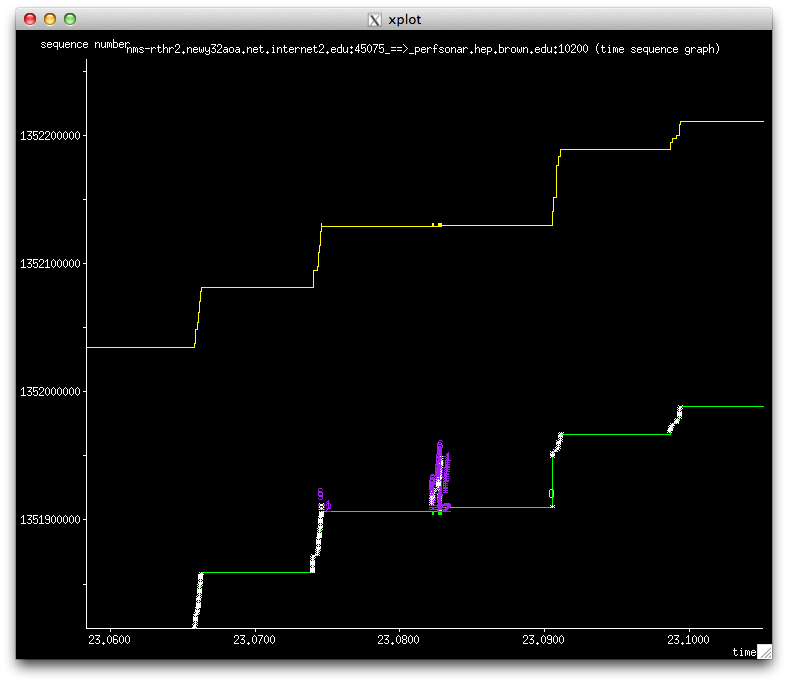 xplot
sequence number
nms-rthr2.newy32aoa.net.internet2.edu:45075_==>_perfsonar.hep.brown.edu:10200 (time sequence graph)
1352200000
1352100000
1352000000
1351900000
23.0600 23.0700 23.0800 23.0900 23.1000
time